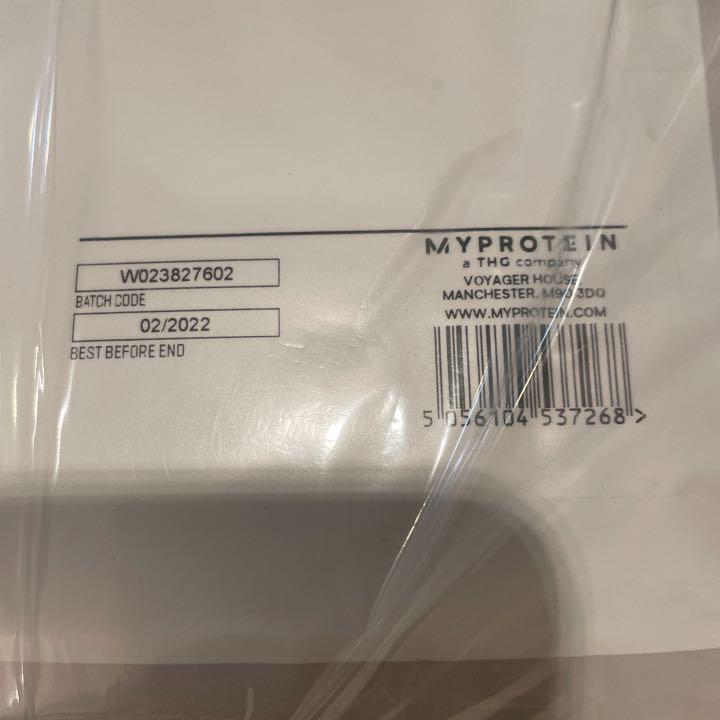 W023827602
BATCH CODE
02/2022
BEST BEFORE END
MYPROTEIN
a THG company
VOYAGER HOUSE
MANCHESTER, M90 3DQ
WWW.MYPROTEIN.COM
5 056104 537268 >